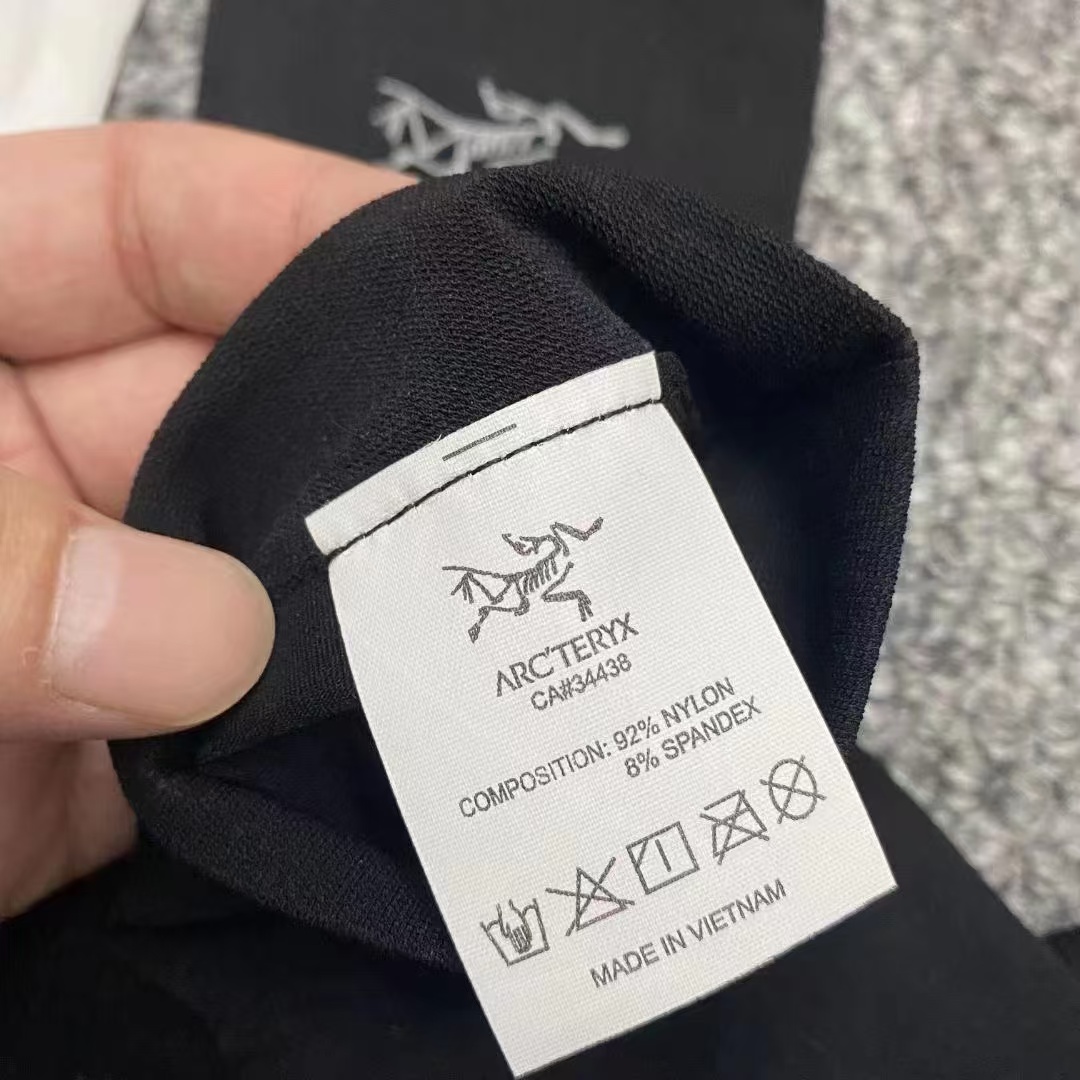 ARC'TERYX
CA#34438
COMPOSITION: 92% NYLON
8% SPANDEX
MADE IN VIETNAM